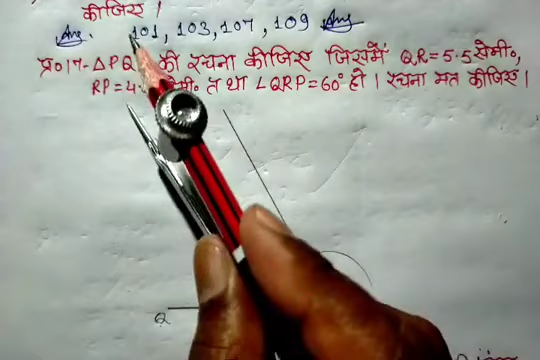 कीजिए।
Ans. 101, 103, 107, 109 Ans
प्र०17- ΔPQ की रचना कीजिए जिसमें QR=5.5 सेमी०,
RP=4. सेमी० तथा ∠QRP=60° हो। रचना मत कीजिए।
Q